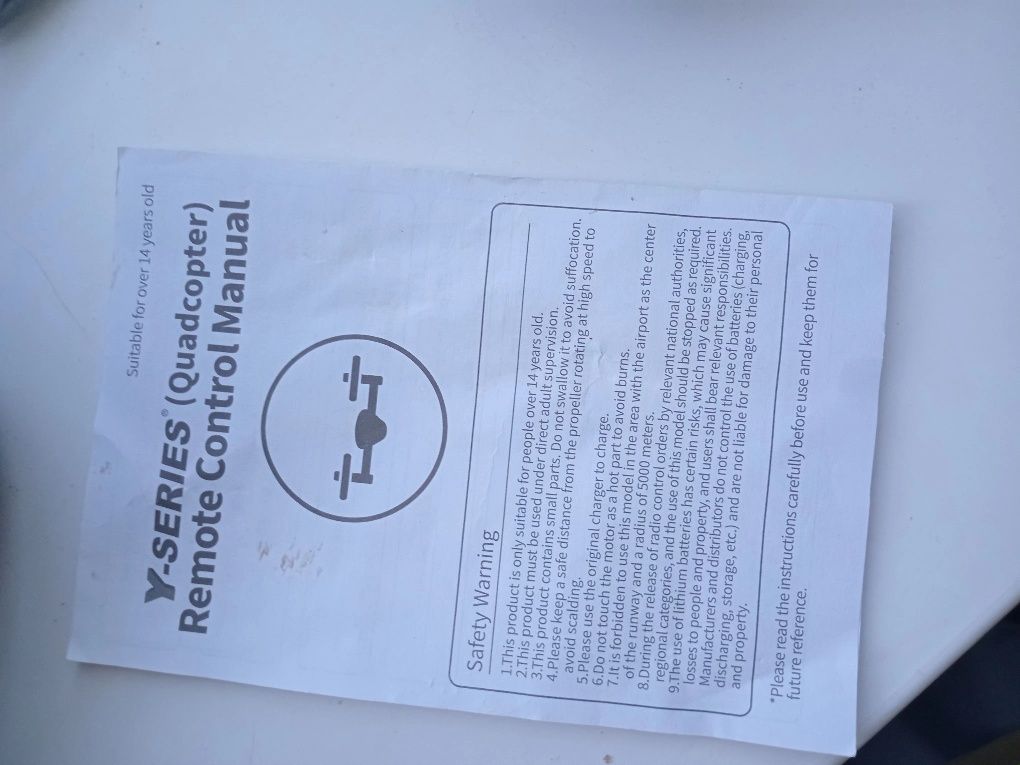 Suitable for over 14 years old
Y-SERIES® (Quadcopter)
Remote Control Manual
Safety Warning
1.This product is only suitable for people over 14 years old.
2.This product must be used under direct adult supervision.
3.This product contains small parts. Do not swallow it to avoid suffocation.
4.Please keep a safe distance from the propeller rotating at high speed to
avoid scalding.
5.Please use the original charger to charge.
6.Do not touch the motor as a hot part to avoid burns.
7.It is forbidden to use this model in the area with the airport as the center
of the runway and a radius of 5000 meters.
8.During the release of radio control orders by relevant national authorities,
regional categories, and the use of this model should be stopped as required.
9.The use of lithium batteries has certain risks, which may cause significant
losses to people and property, and users shall bear relevant responsibilities.
Manufacturers and distributors do not control the use of batteries (charging,
discharging, storage, etc.) and are not liable for damage to their personal
and property.
*Please read the instructions carefully before use and keep them for
future reference.